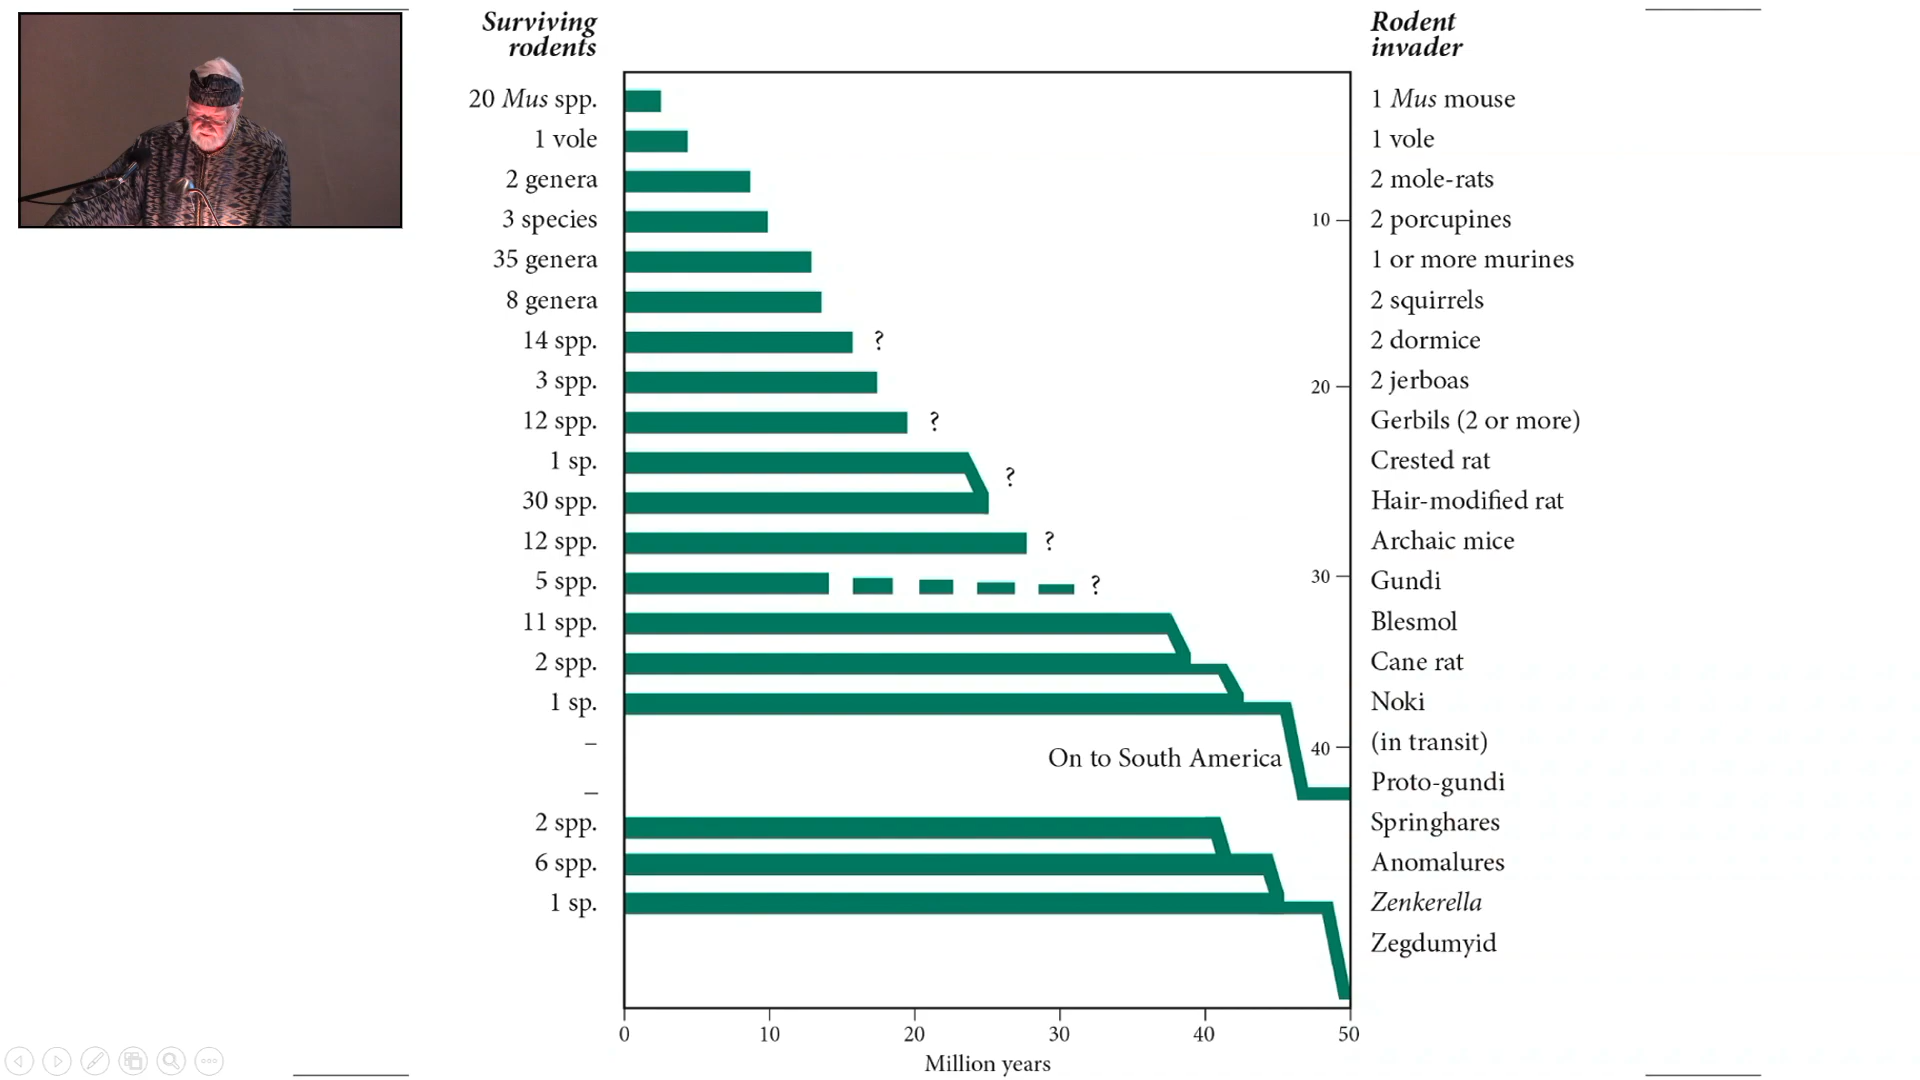 Surviving
rodents
Rodent
invader
20 Mus spp.
1 Mus mouse
1 vole
1 vole
2 genera
2 mole-rats
3 species
10
2 porcupines
35 genera
1 or more murines
8 genera
2 squirrels
14 spp.
?
2 dormice
3 spp.
20
2 jerboas
12 spp.
?
Gerbils (2 or more)
1 sp.
?
Crested rat
30 spp.
Hair-modified rat
12 spp.
?
Archaic mice
5 spp.
?
30
Gundi
11 spp.
Blesmol
2 spp.
Cane rat
1 sp.
Noki
–
On to South America
40
(in transit)
–
Proto-gundi
2 spp.
Springhares
6 spp.
Anomalures
1 sp.
Zenkerella
Zegdumyid
0 10 20 30 40 50
Million years